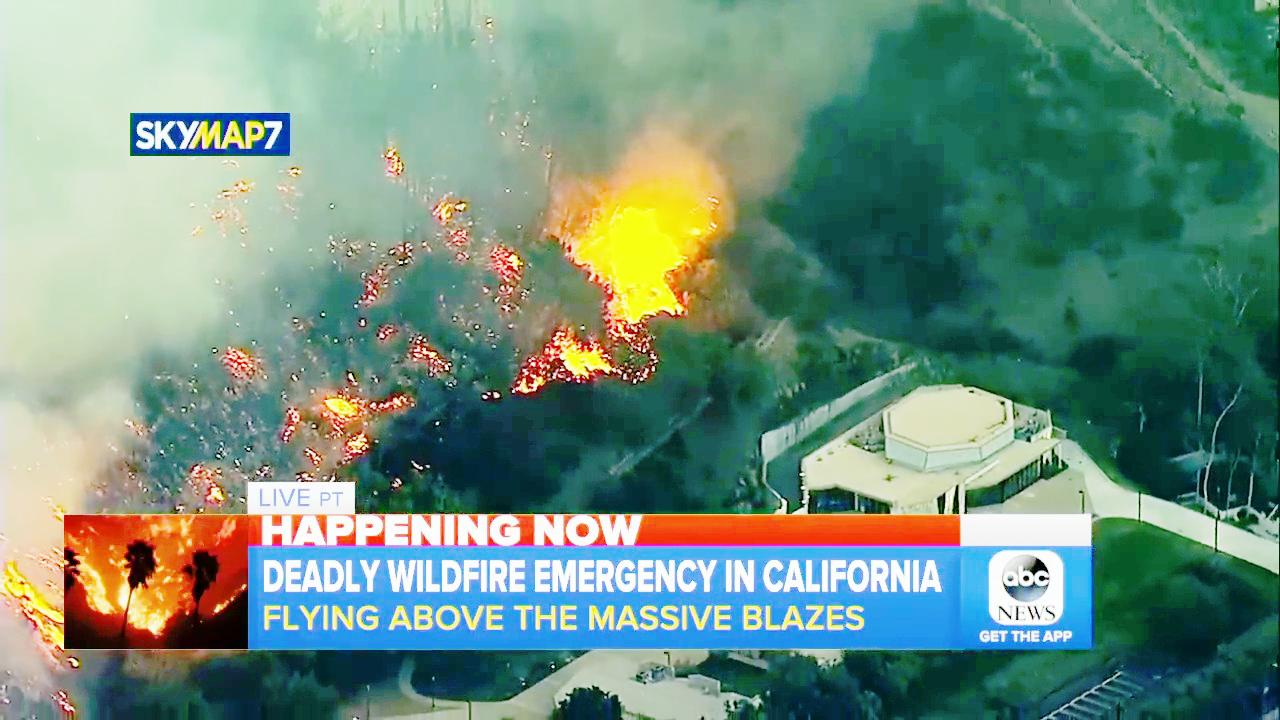 SKYMAP7
LIVE PT
HAPPENING NOW
DEADLY WILDFIRE EMERGENCY IN CALIFORNIA
FLYING ABOVE THE MASSIVE BLAZES
abc
NEWS
GET THE APP